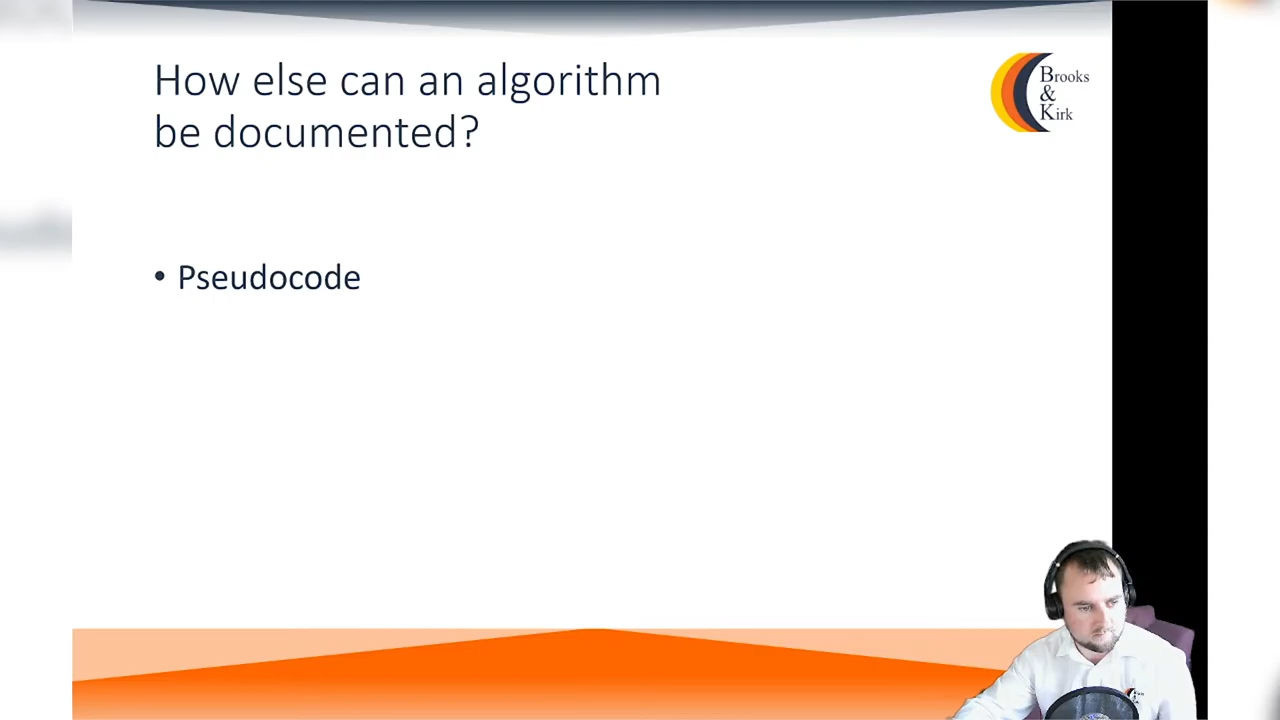 How else can an algorithm
be documented?
Brooks
&
Kirk
• Pseudocode